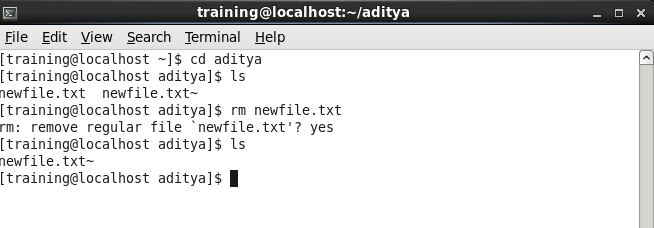 training@localhost:~/aditya
File Edit View Search Terminal Help
[training@localhost ~]$ cd aditya
[training@localhost aditya]$ ls
newfile.txt  newfile.txt~
[training@localhost aditya]$ rm newfile.txt
rm: remove regular file `newfile.txt'? yes
[training@localhost aditya]$ ls
newfile.txt~
[training@localhost aditya]$